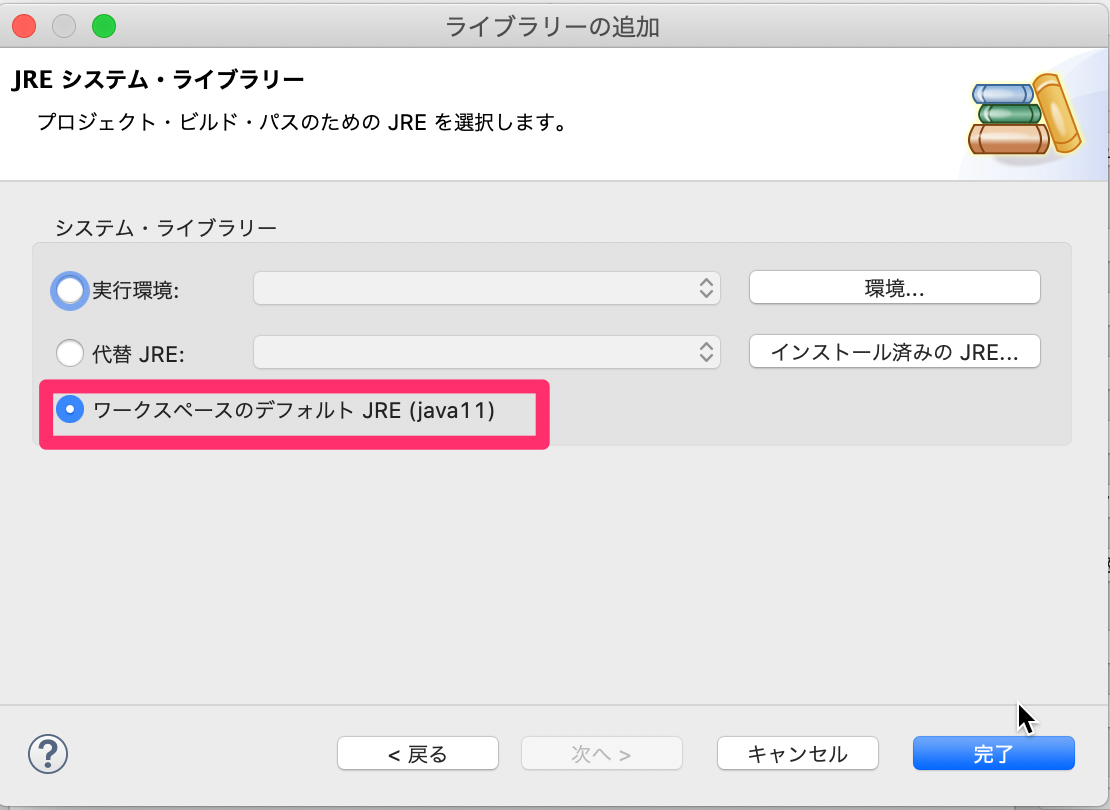 ライブラリーの追加
JRE システム・ライブラリー
プロジェクト・ビルド・パスのための JRE を選択します。
システム・ライブラリー
実行環境: 環境...
代替 JRE: インストール済みの JRE...
ワークスペースのデフォルト JRE (java11)
? < 戻る 次へ > キャンセル 完了